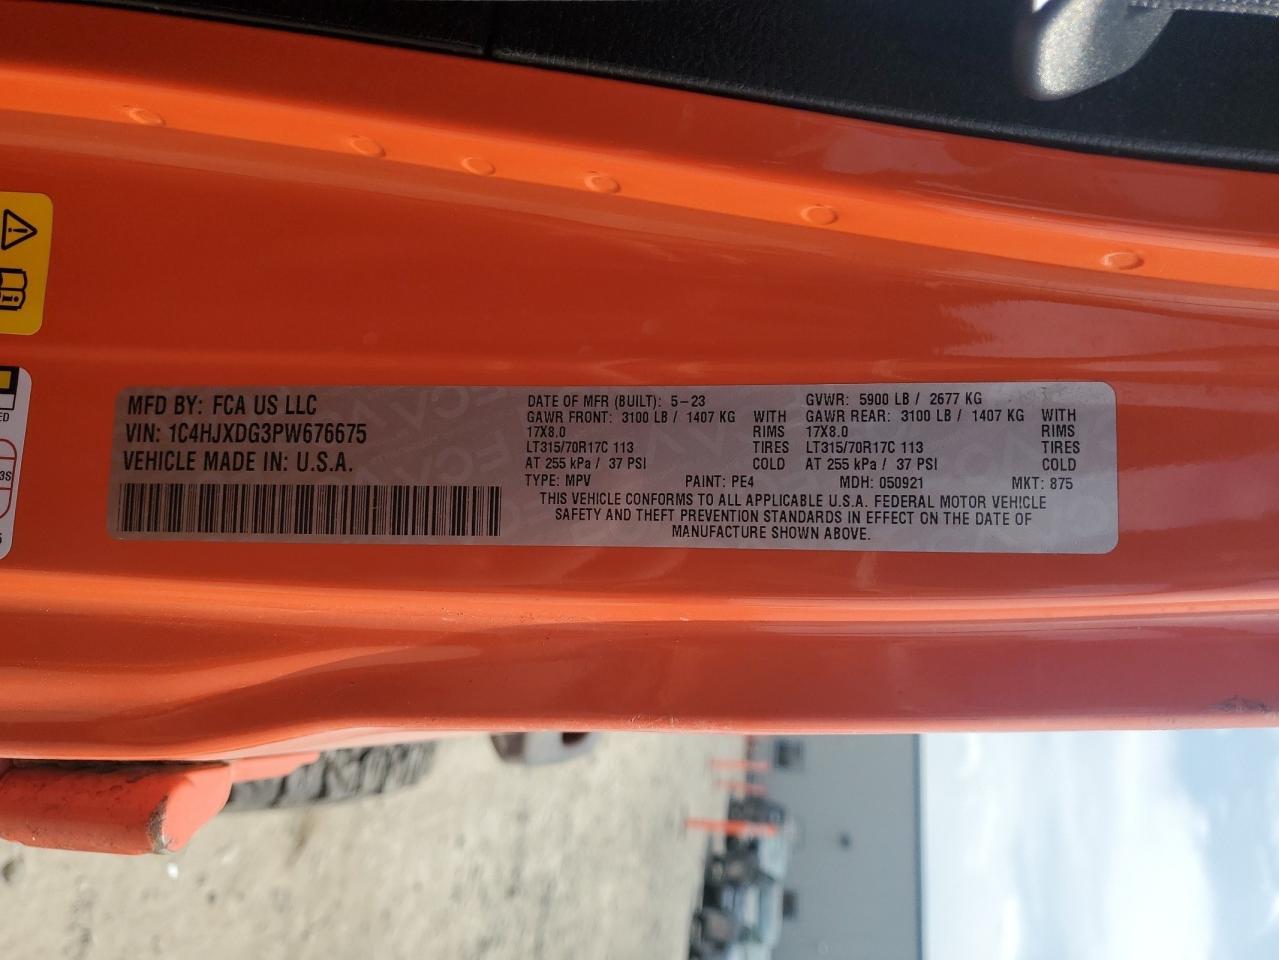 MFD BY: FCA US LLC
VIN: 1C4HJXDG3PW676675
VEHICLE MADE IN: U.S.A.
DATE OF MFR (BUILT): 5-23
GAWR FRONT: 3100 LB / 1407 KG WITH
17X8.0 RIMS
LT315/70R17C 113 TIRES
AT 255 kPa / 37 PSI COLD
GVWR: 5900 LB / 2677 KG
GAWR REAR: 3100 LB / 1407 KG WITH
17X8.0 RIMS
LT315/70R17C 113 TIRES
AT 255 kPa / 37 PSI COLD
TYPE: MPV PAINT: PE4 MDH: 050921 MKT: 875
THIS VEHICLE CONFORMS TO ALL APPLICABLE U.S.A. FEDERAL MOTOR VEHICLE
SAFETY AND THEFT PREVENTION STANDARDS IN EFFECT ON THE DATE OF
MANUFACTURE SHOWN ABOVE.